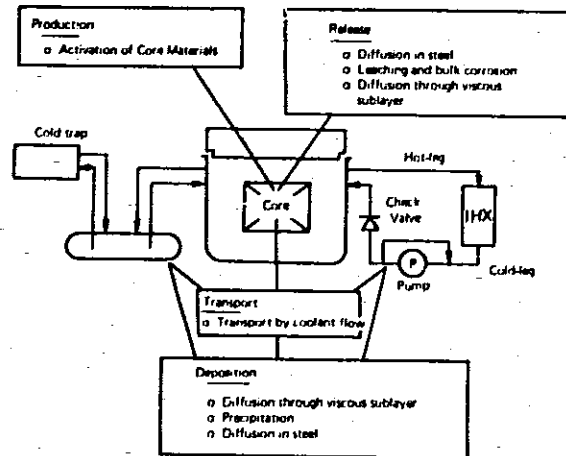 Production
o Activation of Core Materials
Release
o Diffusion in steel
o Leaching and bulk corrosion
o Diffusion through viscous
sublayer
Cold trap
Hot-leg
Core
Check
Valve
IHX
P
Pump
Cold-leg
Transport
o Transport by coolant flow
Deposition
o Diffusion through viscous sublayer
o Precipitation
o Diffusion in steel